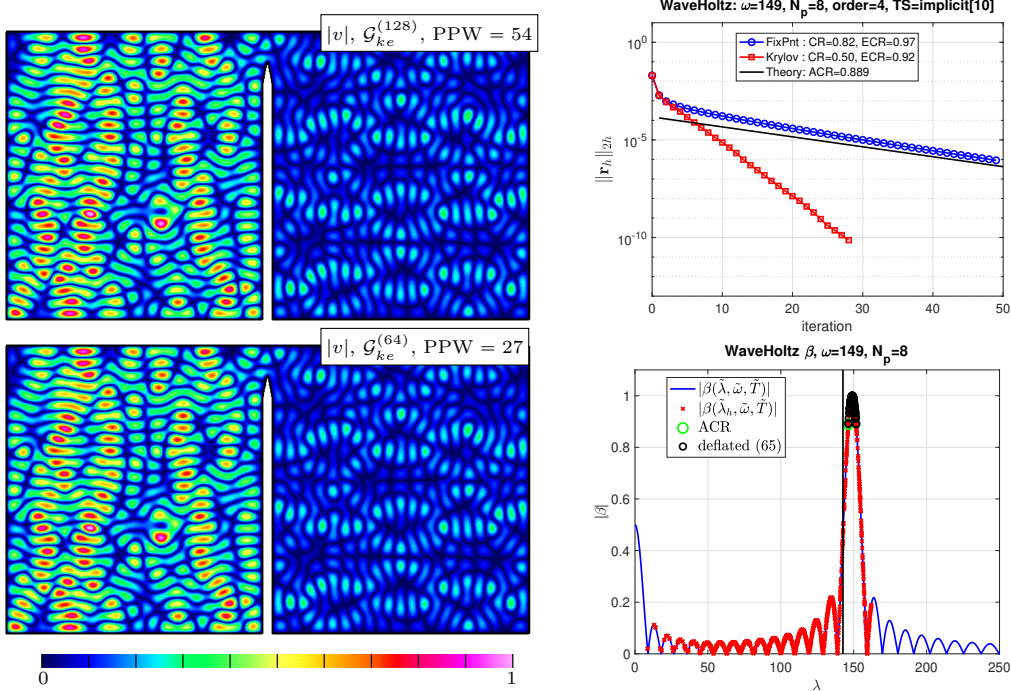 |v|, 𝒢_{ke}^{(128)}, PPW = 54
|v|, 𝒢_{ke}^{(64)}, PPW = 27
0
1
WaveHoltz: ω=149, N_p=8, order=4, TS=implicit[10]
FixPnt : CR=0.82, ECR=0.97
Krylov : CR=0.50, ECR=0.92
Theory: ACR=0.889
10^0
10^{-5}
10^{-10}
||r_h||_{2h}
0 10 20 30 40 50
iteration
WaveHoltz β, ω=149, N_p=8
|β(λ̃, ω̃, T̃)|
|β(λ̃_h, ω̃, T̃)|
ACR
deflated (65)
1
0.8
0.6
0.4
0.2
0
|β|
0 50 100 150 200 250
λ